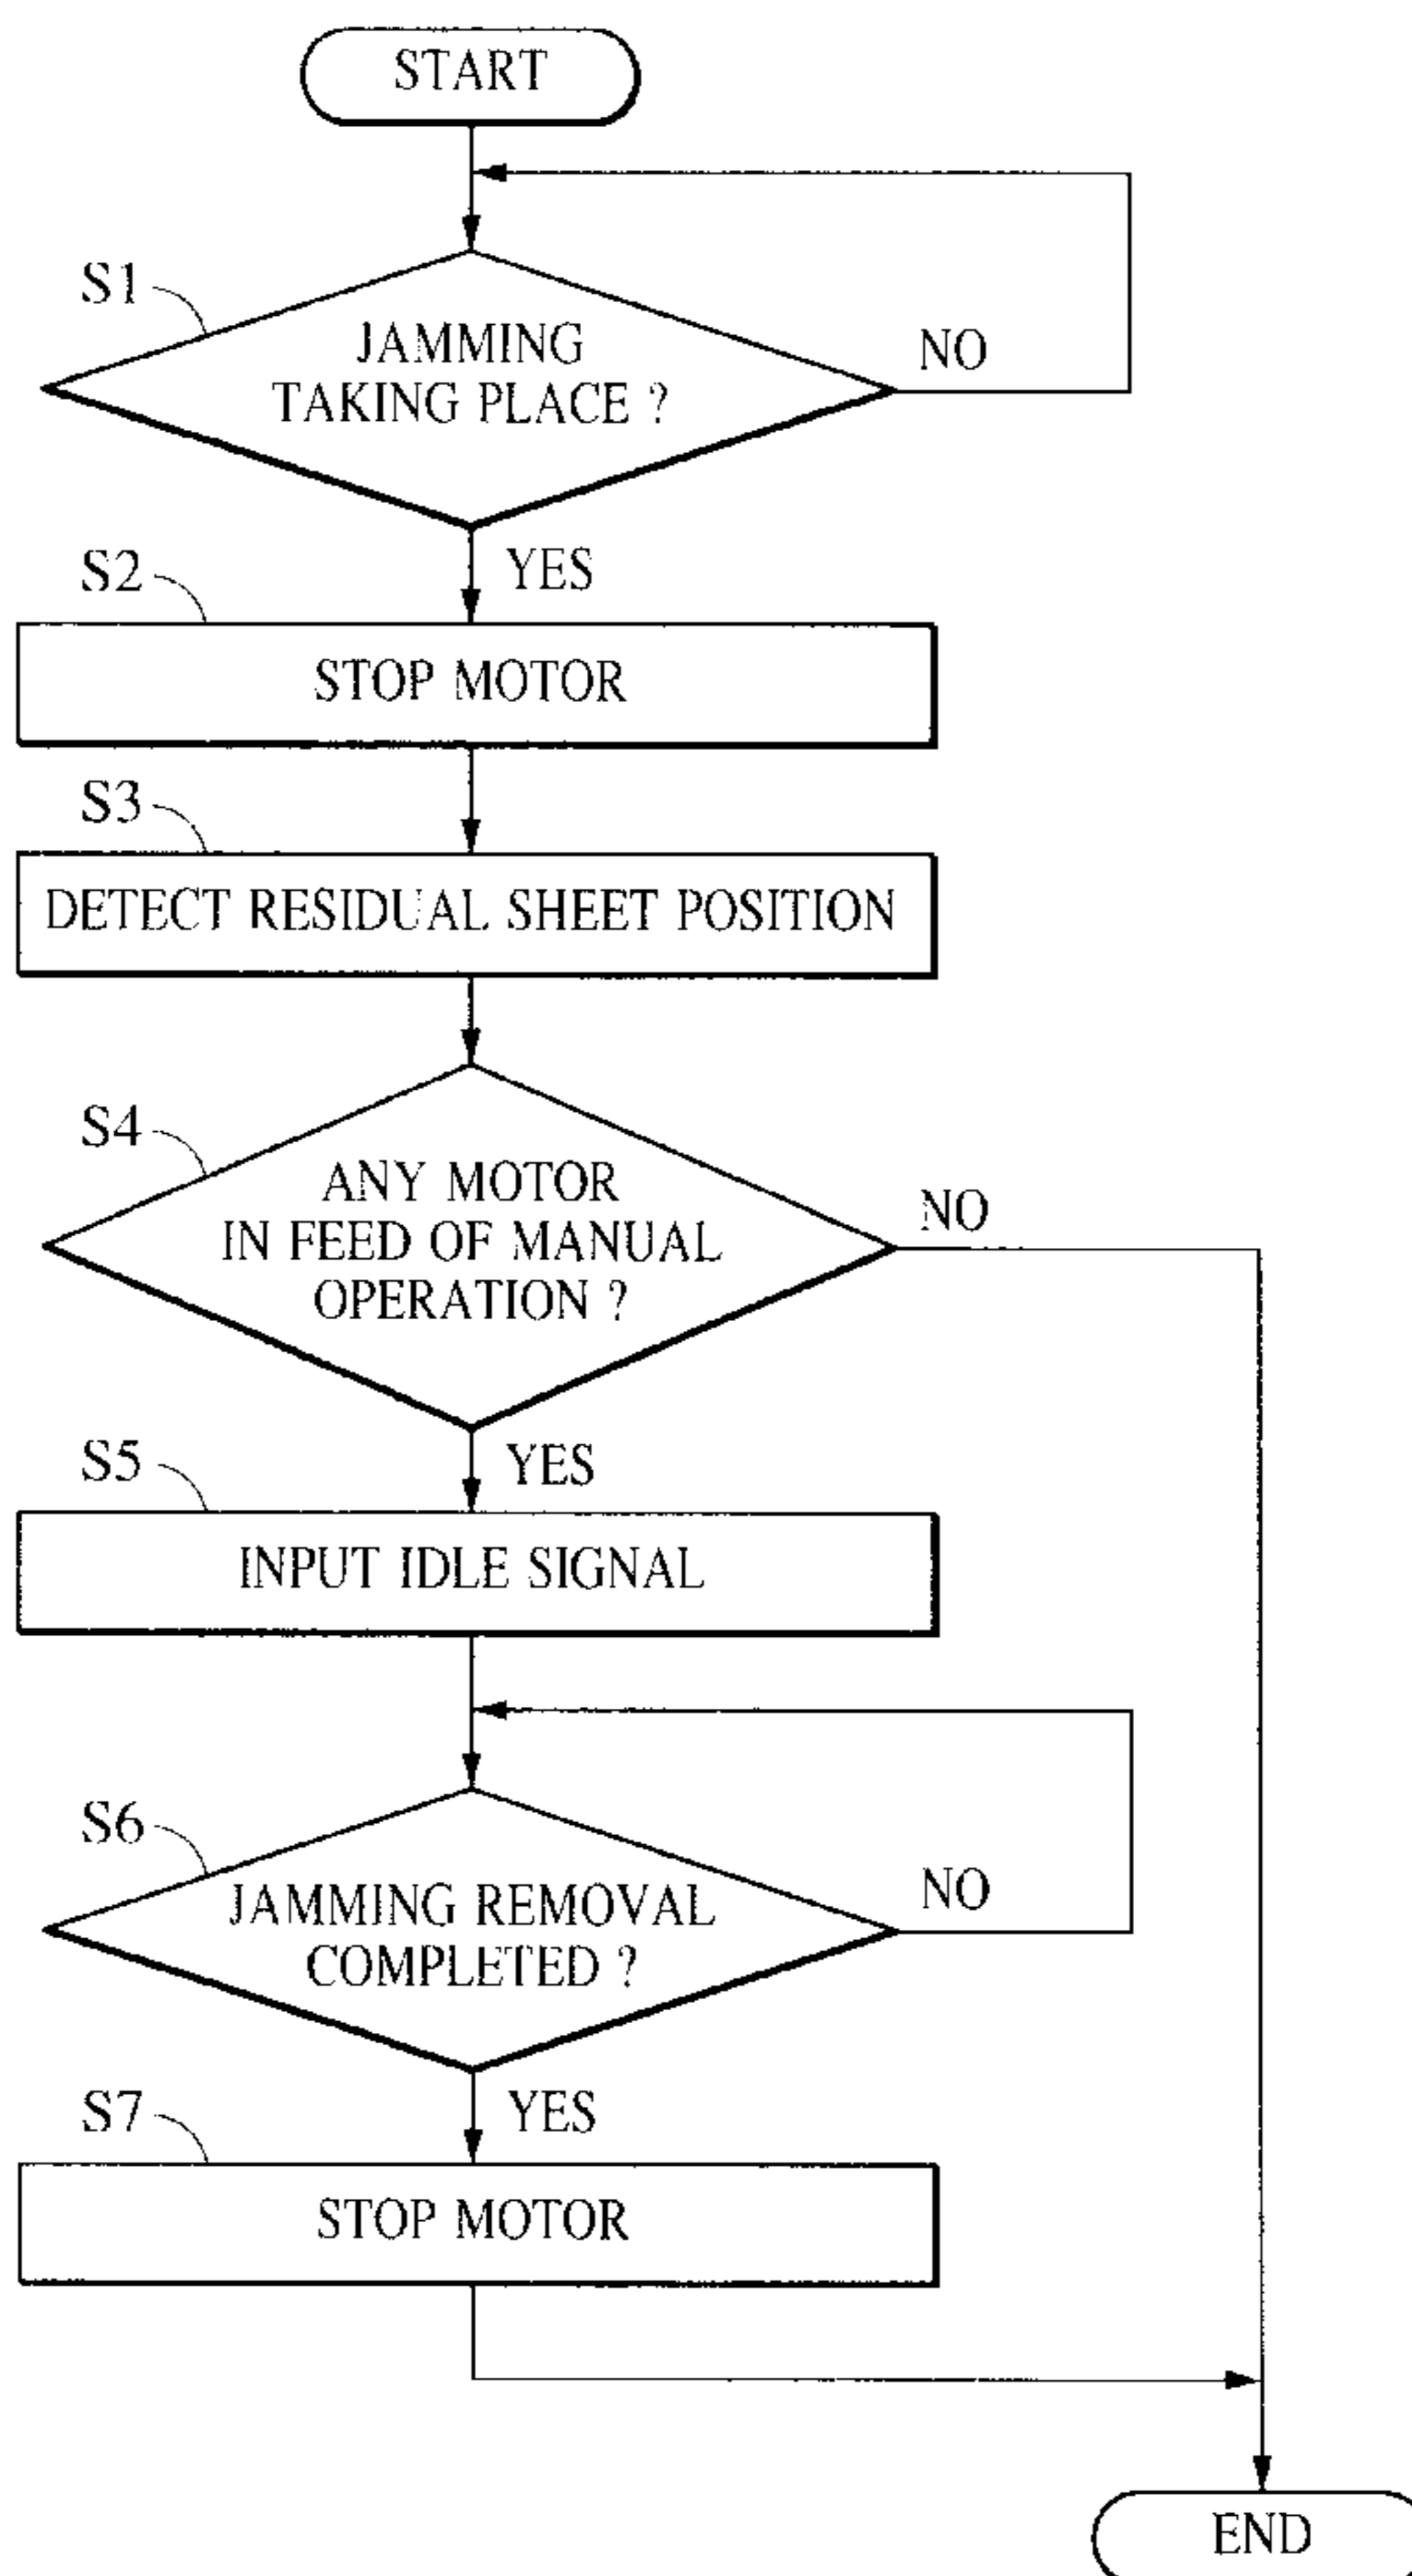 START
S1
JAMMING
TAKING PLACE ?
NO
YES
S2
STOP MOTOR
S3
DETECT RESIDUAL SHEET POSITION
S4
ANY MOTOR
IN FEED OF MANUAL
OPERATION ?
NO
YES
S5
INPUT IDLE SIGNAL
S6
JAMMING REMOVAL
COMPLETED ?
NO
YES
S7
STOP MOTOR
END